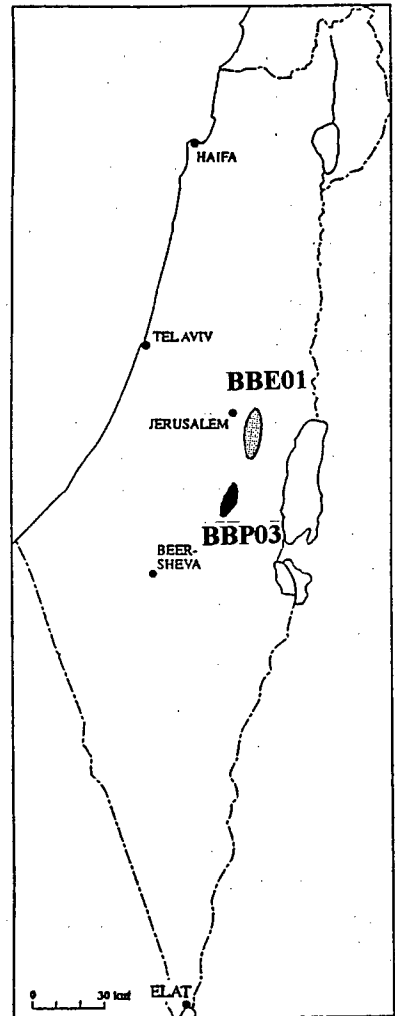 HAIFA
TEL AVIV
BBE01
JERUSALEM
BBP03
BEER-
SHEVA
ELAT
0 30 km